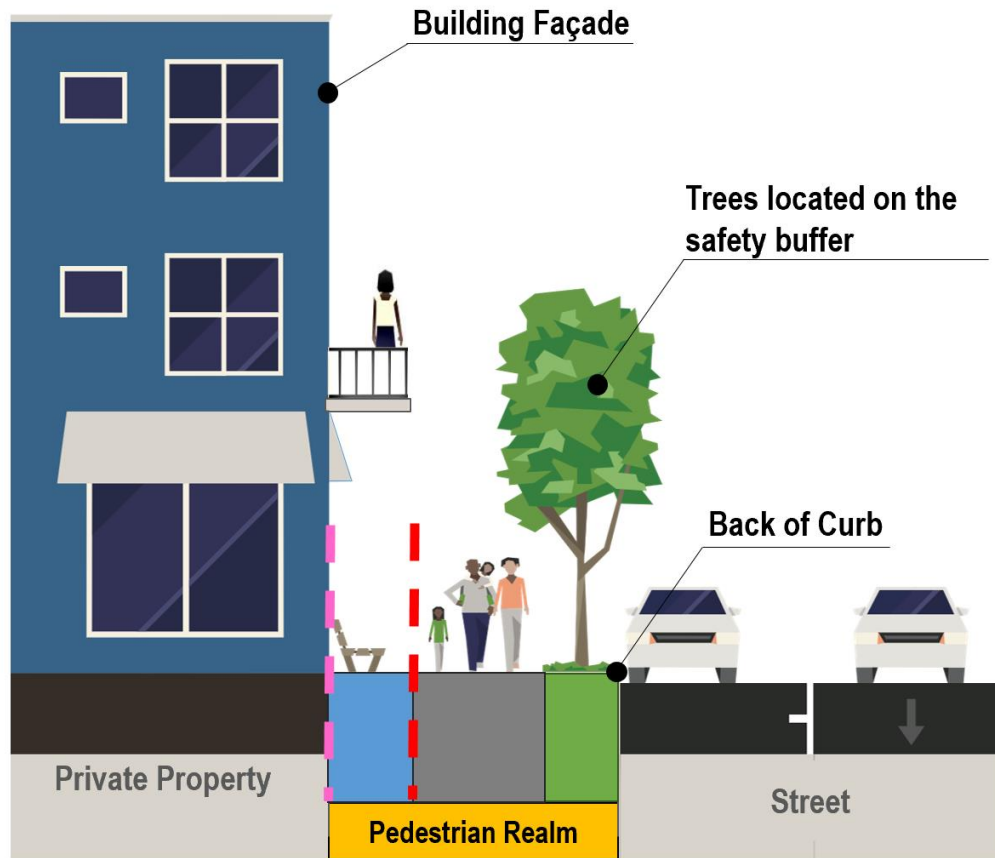 Building Façade
Trees located on the
safety buffer
Back of Curb
Private Property
Street
Pedestrian Realm